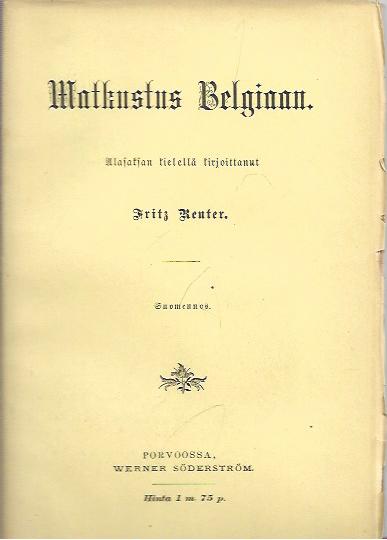 Matkustus Belgiaan.
Alasaksan kielellä kirjoittanut
Fritz Reuter.
Suomennos.
PORVOOSSA,
WERNER SÖDERSTRÖM.
Hinta 1 m. 75 p.